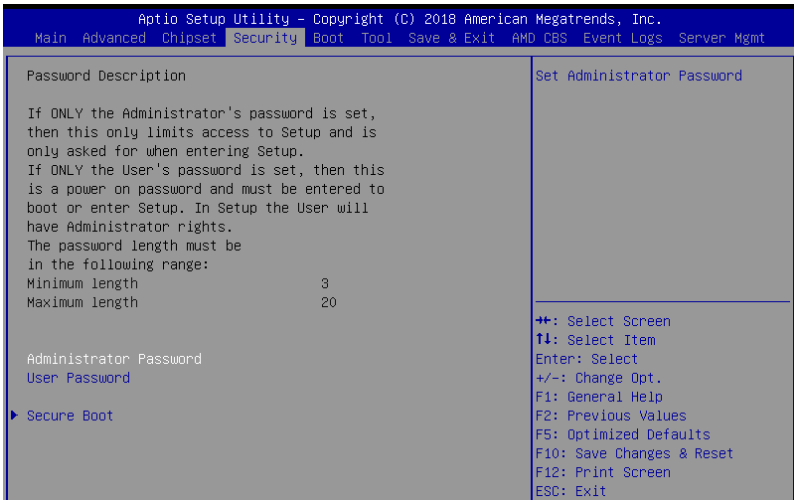 Aptio Setup Utility – Copyright (C) 2018 American Megatrends, Inc.
Main Advanced Chipset Security Boot Tool Save & Exit AMD CBS Event Logs Server Mgmt
Password Description
If ONLY the Administrator's password is set,
then this only limits access to Setup and is
only asked for when entering Setup.
If ONLY the User's password is set, then this
is a power on password and must be entered to
boot or enter Setup. In Setup the User will
have Administrator rights.
The password length must be
in the following range:
Minimum length 3
Maximum length 20
Administrator Password
User Password
Secure Boot
Set Administrator Password
→←: Select Screen
↑↓: Select Item
Enter: Select
+/-: Change Opt.
F1: General Help
F2: Previous Values
F5: Optimized Defaults
F10: Save Changes & Reset
F12: Print Screen
ESC: Exit